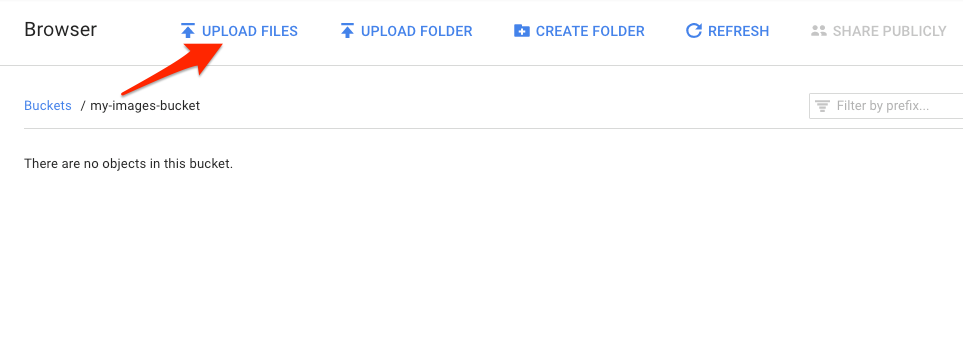 Browser UPLOAD FILES UPLOAD FOLDER CREATE FOLDER REFRESH SHARE PUBLICLY
Buckets / my-images-bucket Filter by prefix...
There are no objects in this bucket.